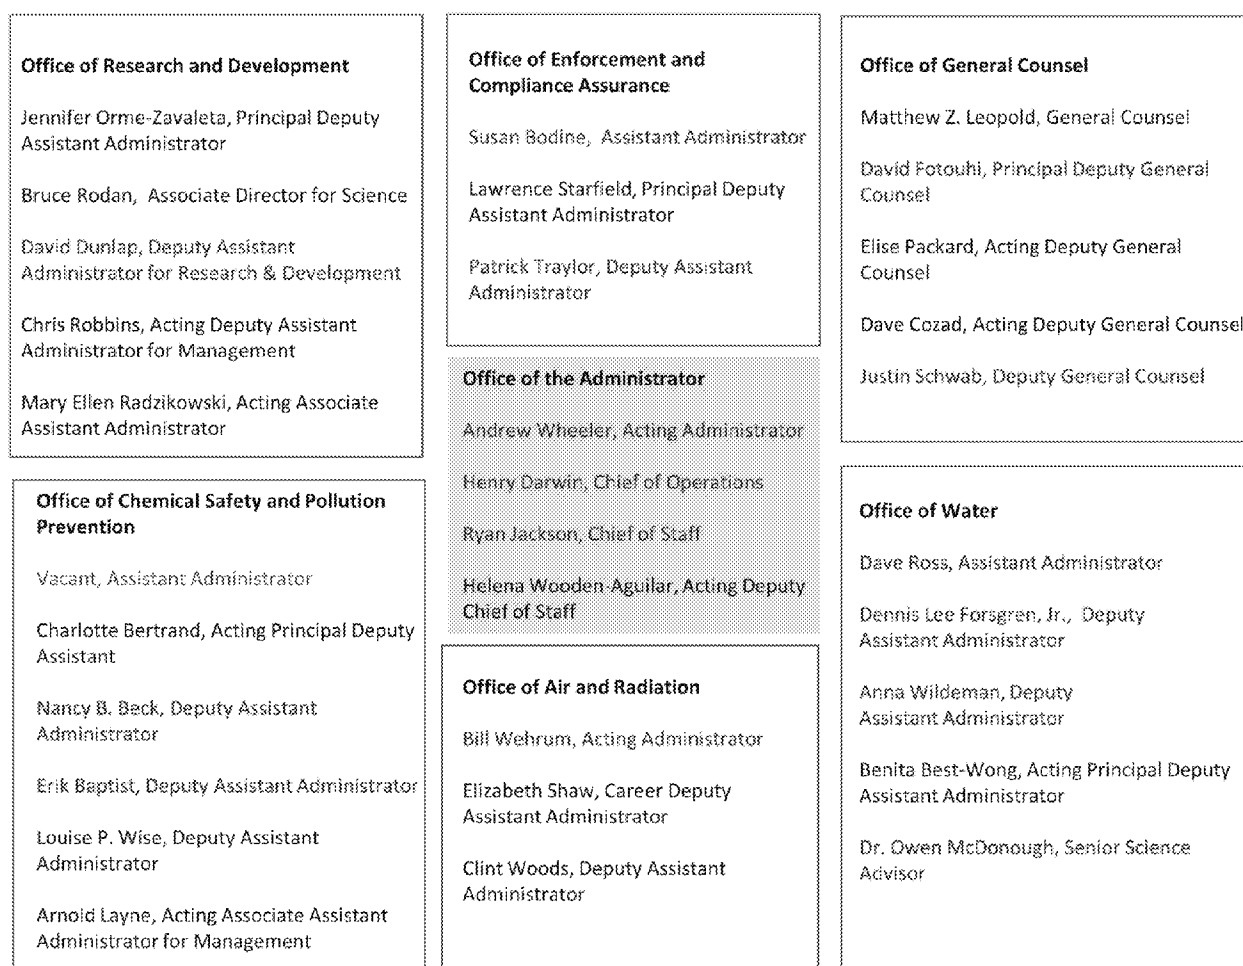 Office of Research and Development
Jennifer Orme-Zavaleta, Principal Deputy
Assistant Administrator
Bruce Rodan,  Associate Director for Science
David Dunlap, Deputy Assistant
Administrator for Research & Development
Chris Robbins, Acting Deputy Assistant
Administrator for Management
Mary Ellen Radzikowski, Acting Associate
Assistant Administrator
Office of Enforcement and
Compliance Assurance
Susan Bodine,  Assistant Administrator
Lawrence Starfield, Principal Deputy
Assistant Administrator
Patrick Traylor, Deputy Assistant
Administrator
Office of General Counsel
Matthew Z. Leopold, General Counsel
David Fotouhi, Principal Deputy General
Counsel
Elise Packard, Acting Deputy General
Counsel
Dave Cozad, Acting Deputy General Counsel
Justin Schwab, Deputy General Counsel
Office of the Administrator
Andrew Wheeler, Acting Administrator
Henry Darwin, Chief of Operations
Ryan Jackson, Chief of Staff
Helena Wooden-Aguilar, Acting Deputy
Chief of Staff
Office of Chemical Safety and Pollution
Prevention
Vacant, Assistant Administrator
Charlotte Bertrand, Acting Principal Deputy
Assistant
Nancy B. Beck, Deputy Assistant
Administrator
Erik Baptist, Deputy Assistant Administrator
Louise P. Wise, Deputy Assistant
Administrator
Arnold Layne, Acting Associate Assistant
Administrator for Management
Office of Air and Radiation
Bill Wehrum, Acting Administrator
Elizabeth Shaw, Career Deputy
Assistant Administrator
Clint Woods, Deputy Assistant
Administrator
Office of Water
Dave Ross, Assistant Administrator
Dennis Lee Forsgren, Jr.,  Deputy
Assistant Administrator
Anna Wildeman, Deputy
Assistant Administrator
Benita Best-Wong, Acting Principal Deputy
Assistant Administrator
Dr. Owen McDonough, Senior Science
Advisor